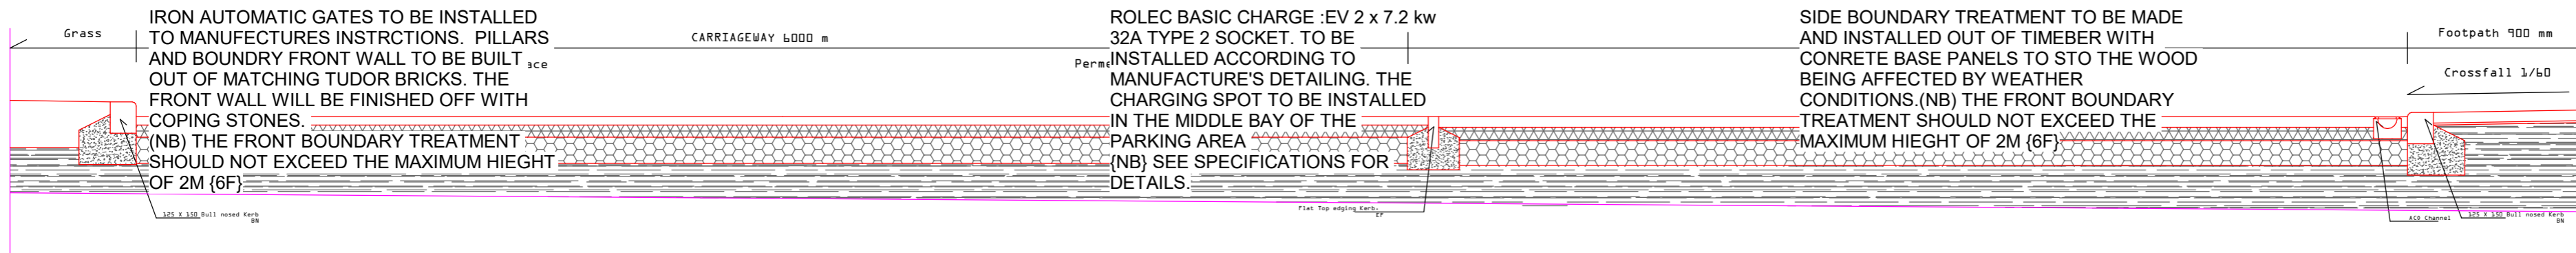 Grass
IRON AUTOMATIC GATES TO BE INSTALLED
TO MANUFECTURES INSTRCTIONS. PILLARS
AND BOUNDRY FRONT WALL TO BE BUILT
OUT OF MATCHING TUDOR BRICKS. THE
FRONT WALL WILL BE FINISHED OFF WITH
COPING STONES.
(NB) THE FRONT BOUNDARY TREATMENT
SHOULD NOT EXCEED THE MAXIMUM HIEGHT
OF 2M {6F}
CARRIAGEWAY 6000 m
ROLEC BASIC CHARGE :EV 2 x 7.2 kw
32A TYPE 2 SOCKET. TO BE
INSTALLED ACCORDING TO
MANUFACTURE'S DETAILING. THE
CHARGING SPOT TO BE INSTALLED
IN THE MIDDLE BAY OF THE
PARKING AREA
{NB} SEE SPECIFICATIONS FOR
DETAILS.
SIDE BOUNDARY TREATMENT TO BE MADE
AND INSTALLED OUT OF TIMEBER WITH
CONRETE BASE PANELS TO STO THE WOOD
BEING AFFECTED BY WEATHER
CONDITIONS.(NB) THE FRONT BOUNDARY
TREATMENT SHOULD NOT EXCEED THE
MAXIMUM HIEGHT OF 2M {6F}
Footpath 900 mm
Crossfall 1/60
125 X 150 Bull nosed Kerb
BN
Flat Top edging Kerb.
EF
ACO Channel
125 X 150 Bull nosed Kerb
BN